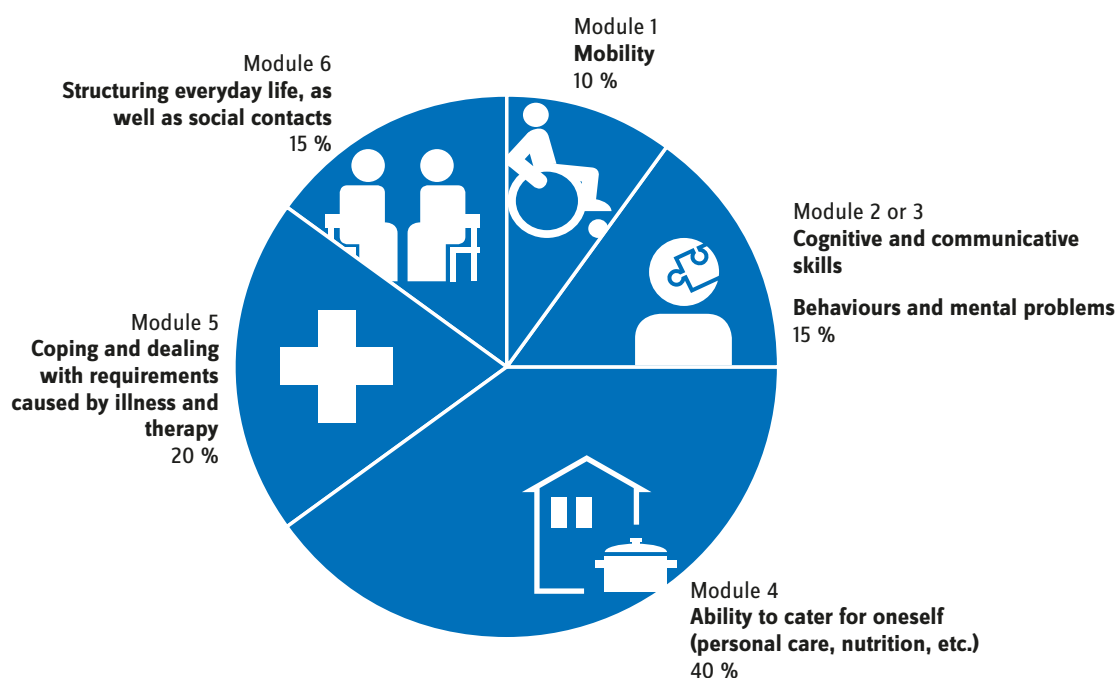 Module 1
Mobility
10 %
Module 2 or 3
Cognitive and communicative
skills
Behaviours and mental problems
15 %
Module 4
Ability to cater for oneself
(personal care, nutrition, etc.)
40 %
Module 5
Coping and dealing
with requirements
caused by illness and
therapy
20 %
Module 6
Structuring everyday life, as
well as social contacts
15 %